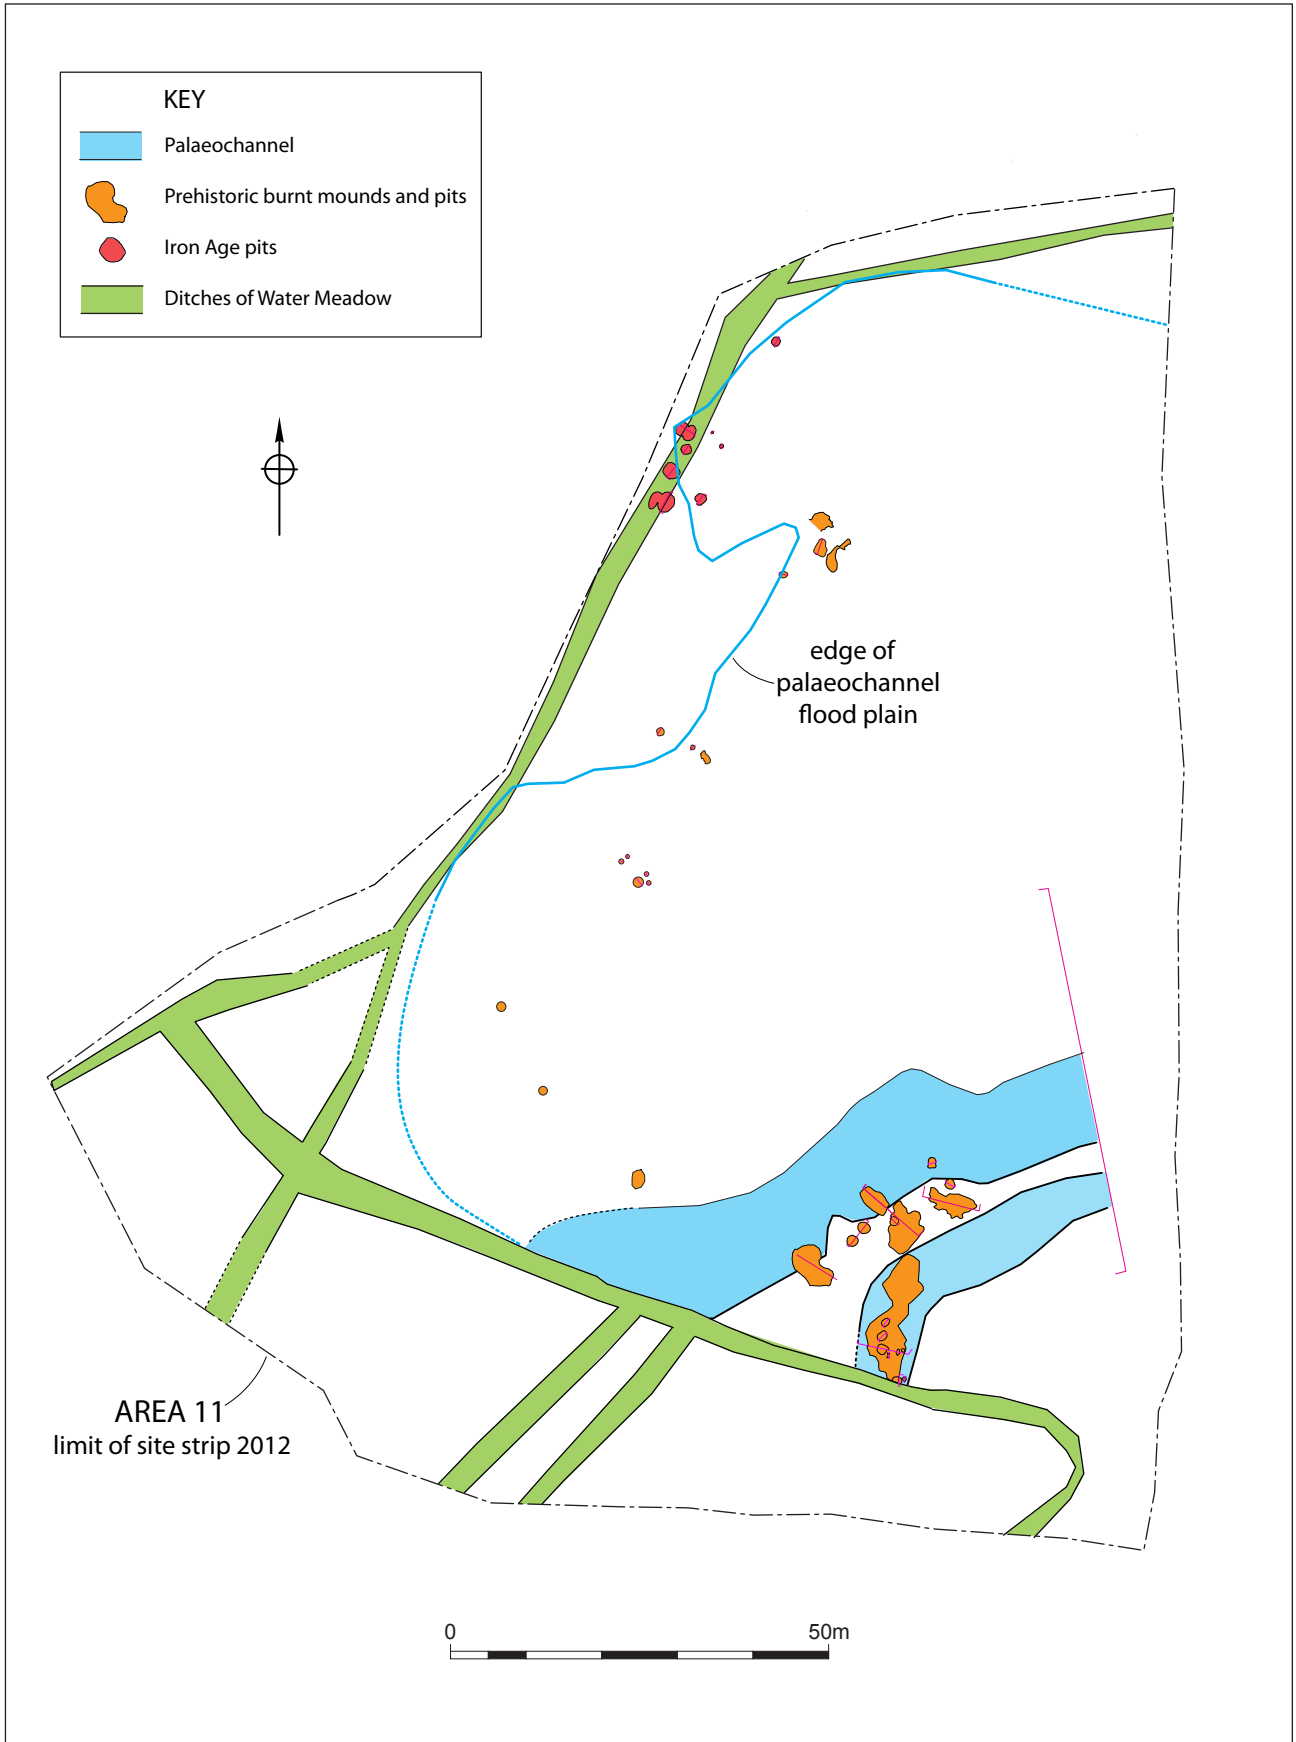 KEY
Palaeochannel
Prehistoric burnt mounds and pits
Iron Age pits
Ditches of Water Meadow
edge of
palaeochannel
flood plain
AREA 11
limit of site strip 2012
0 50m